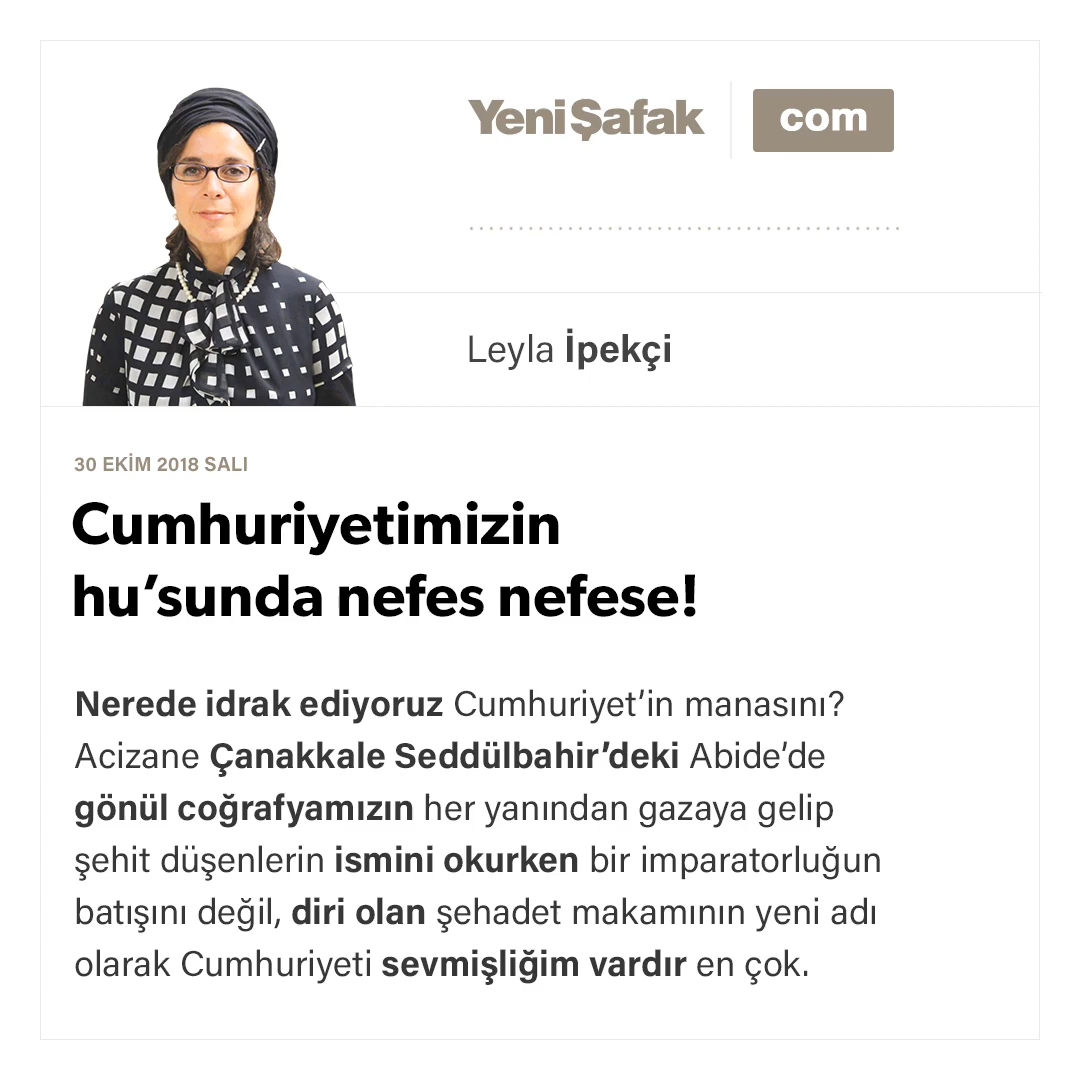 YeniŞafak com
Leyla İpekçi
30 EKİM 2018 SALI
Cumhuriyetimizin
hu’sunda nefes nefese!
Nerede idrak ediyoruz Cumhuriyet’in manasını?
Acizane Çanakkale Seddülbahir’deki Abide’de
gönül coğrafyamızın her yanından gazaya gelip
şehit düşenlerin ismini okurken bir imparatorluğun
batışını değil, diri olan şehadet makamının yeni adı
olarak Cumhuriyeti sevmişliğim vardır en çok.